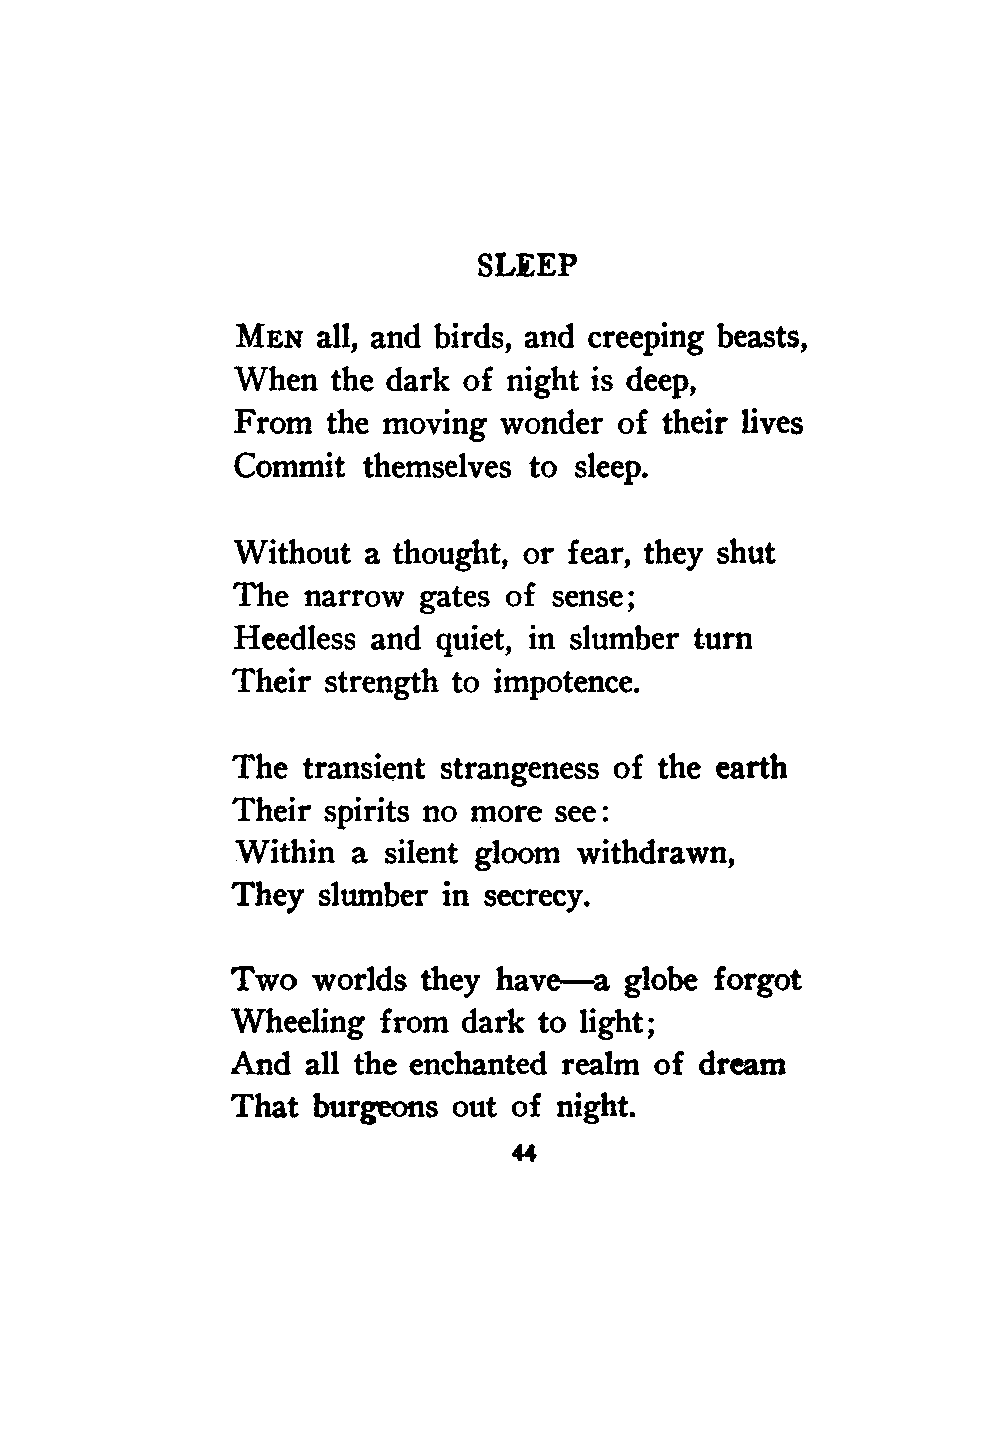 SLEEP
MEN all, and birds, and creeping beasts,
When the dark of night is deep,
From the moving wonder of their lives
Commit themselves to sleep.
Without a thought, or fear, they shut
The narrow gates of sense;
Heedless and quiet, in slumber turn
Their strength to impotence.
The transient strangeness of the earth
Their spirits no more see:
Within a silent gloom withdrawn,
They slumber in secrecy.
Two worlds they have—a globe forgot
Wheeling from dark to light;
And all the enchanted realm of dream
That burgeons out of night.
44